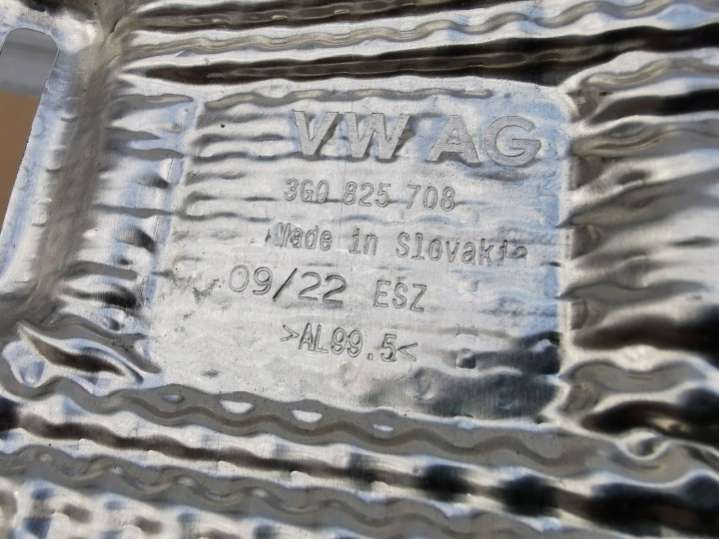 VW AG
3G0 825 708
Made in Slovakia
09/22 ESZ
>AL99.5<